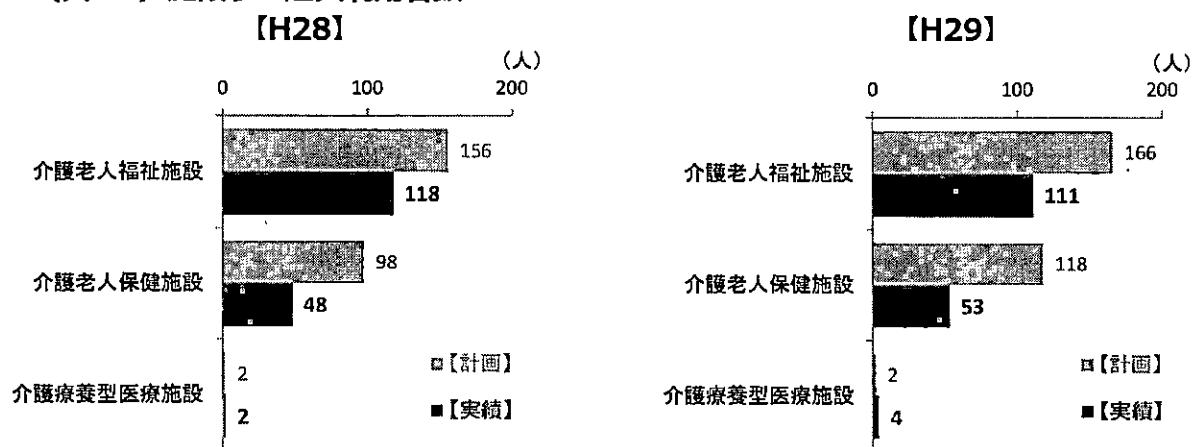 【H28】
(人)
0 100 200
介護老人福祉施設
156
118
介護老人保健施設
98
48
介護療養型医療施設
2
2
【計画】
【実績】
【H29】
(人)
0 100 200
介護老人福祉施設
166
111
介護老人保健施設
118
53
介護療養型医療施設
2
4
【計画】
【実績】